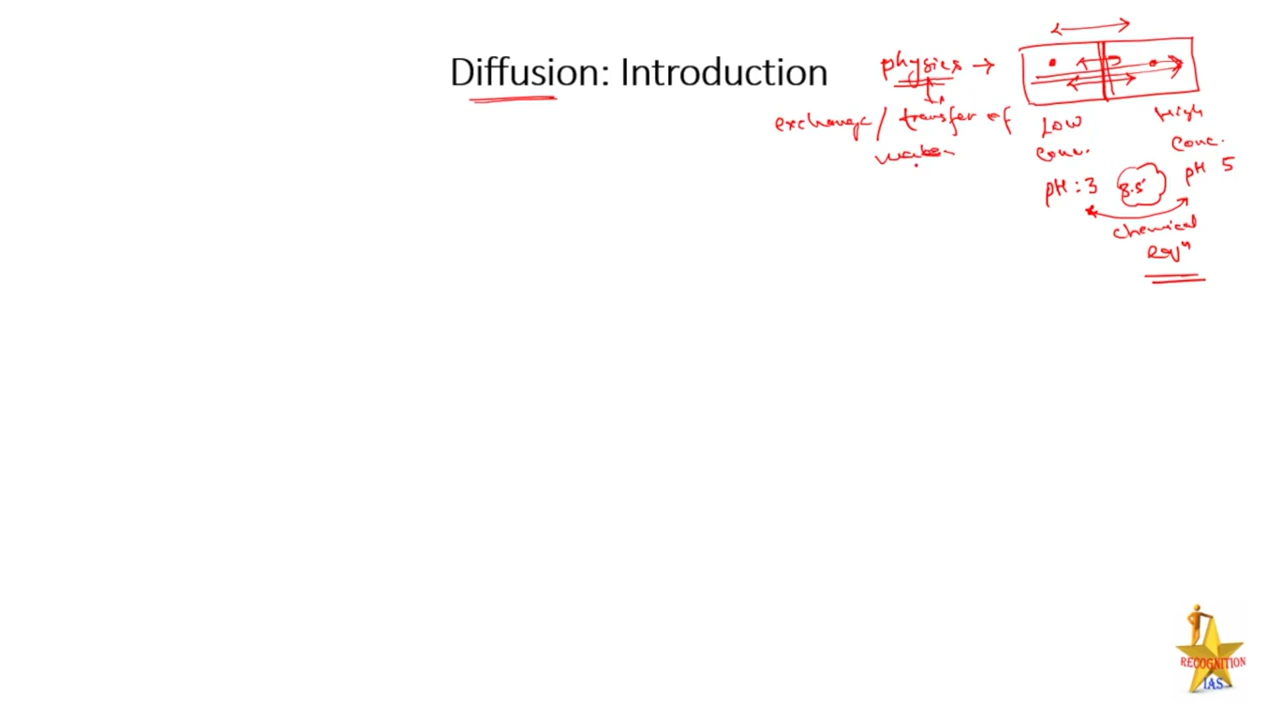 Diffusion: Introduction
physics →
exchange / transfer of
water
Low
conc.
High
conc.
pH : 3
8.5
pH 5
chemical
RECOGNITION
IAS